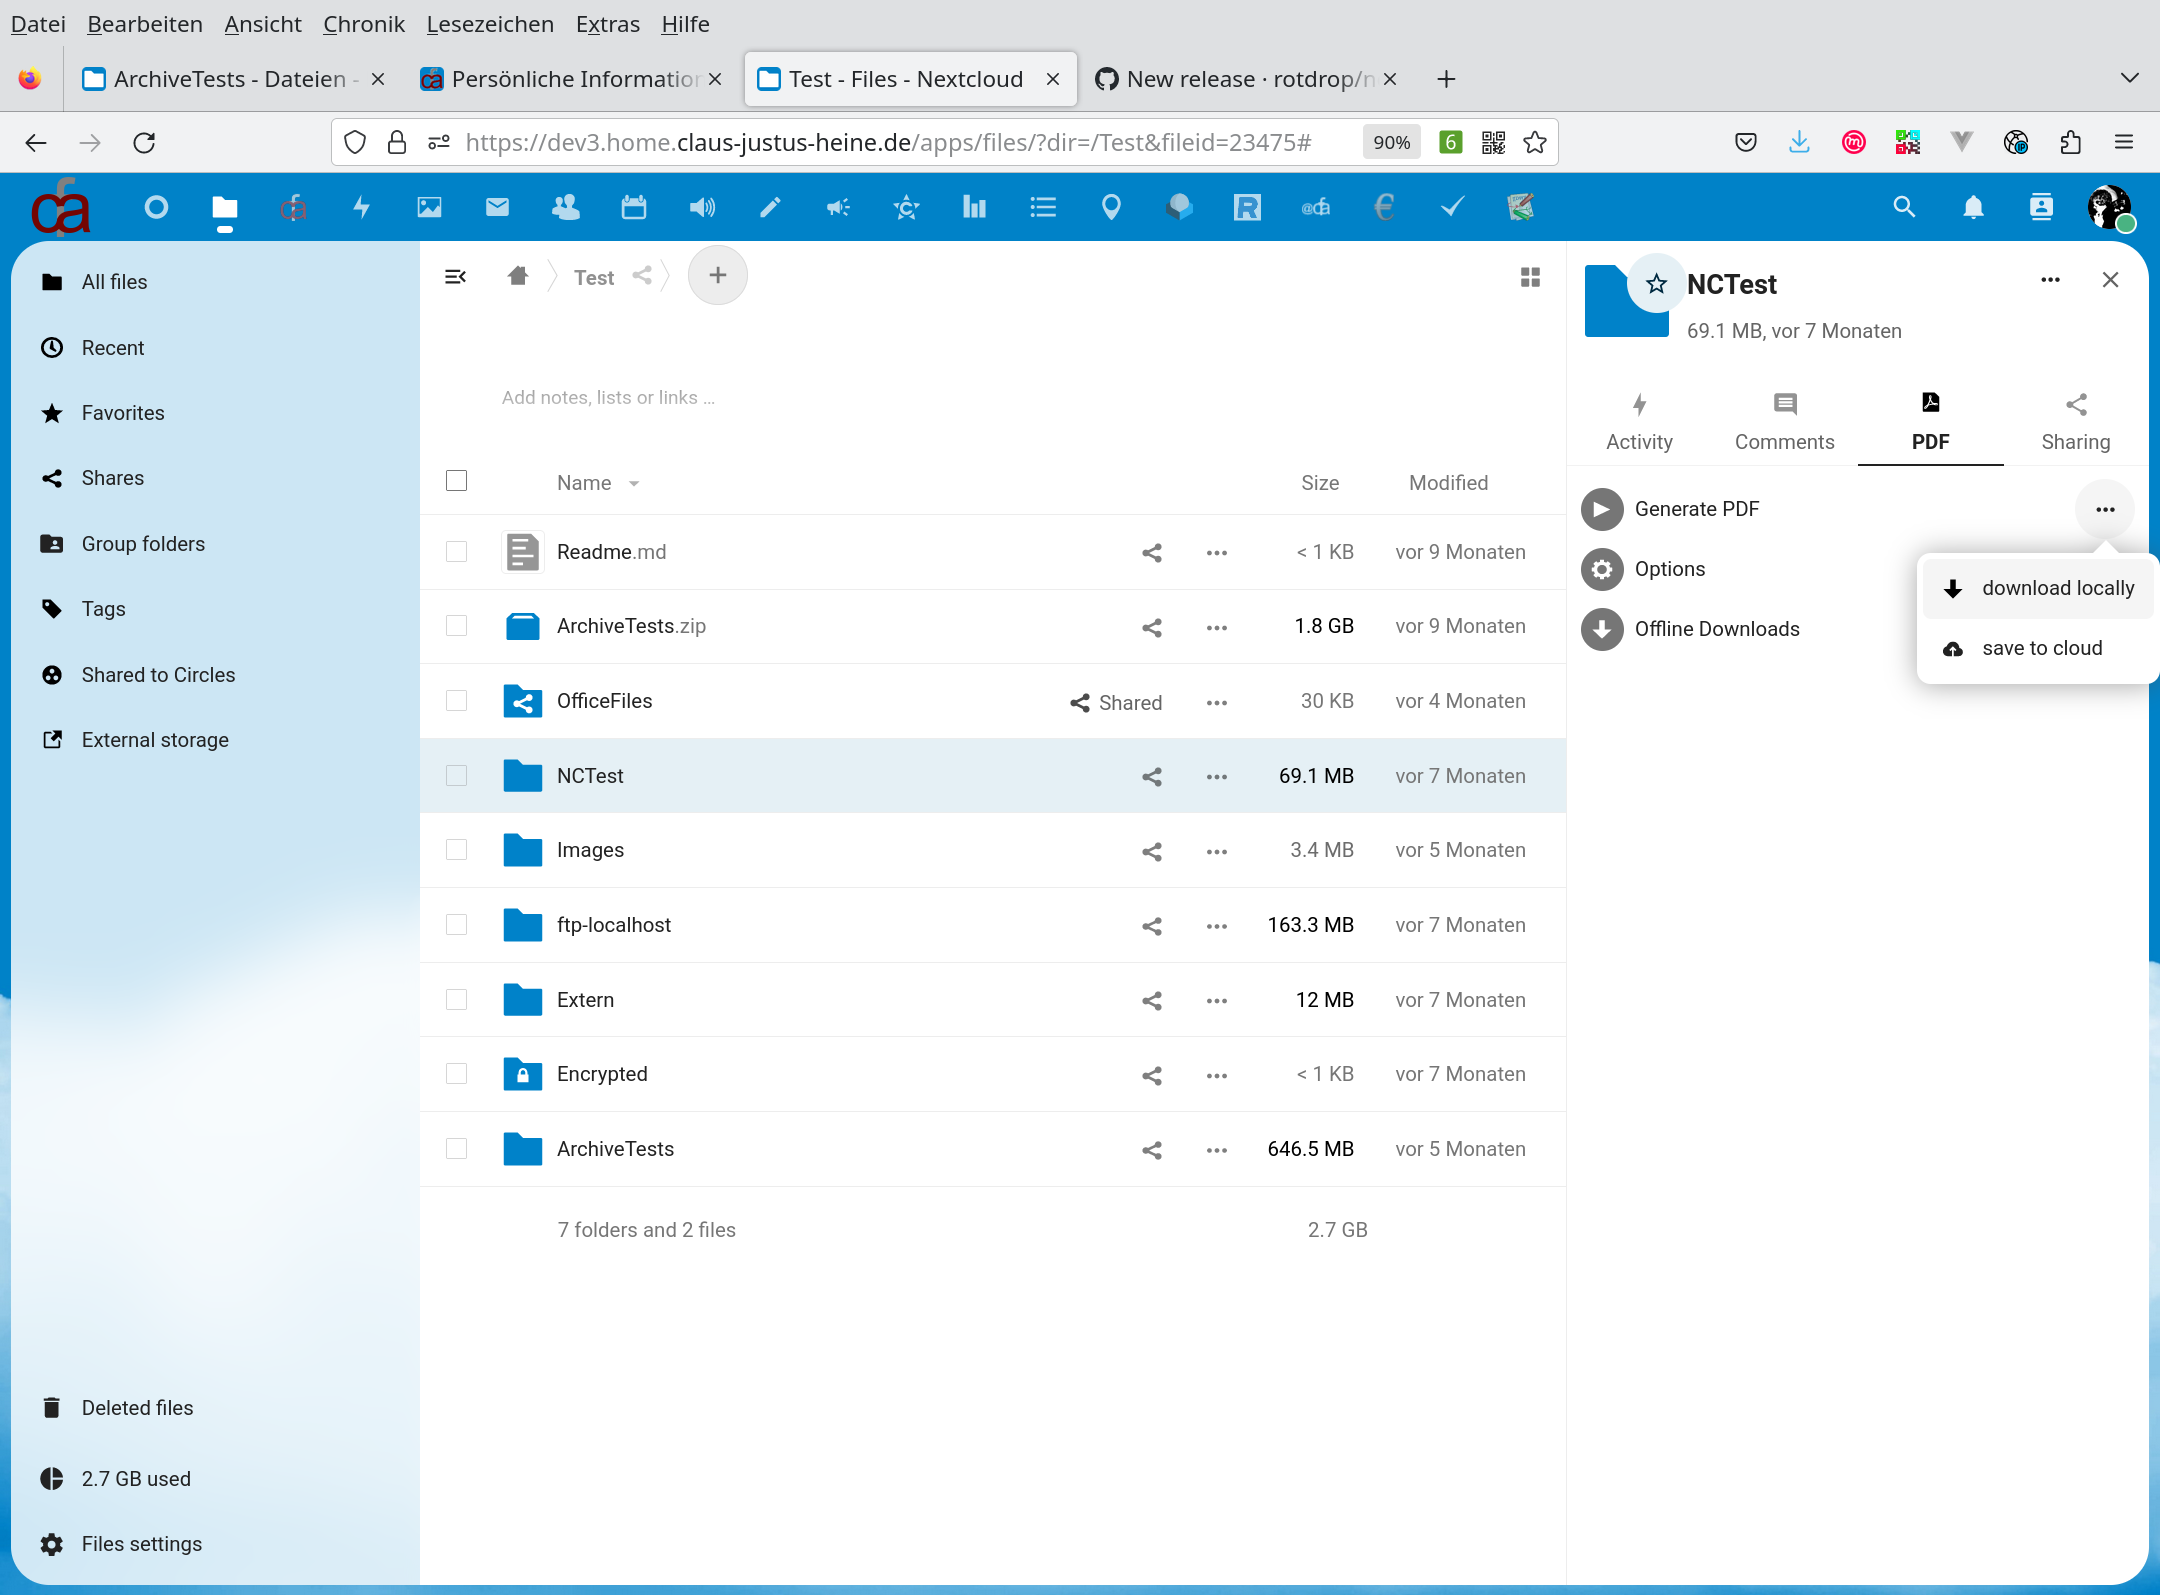 Datei Bearbeiten Ansicht Chronik Lesezeichen Extras Hilfe
ArchiveTests - Dateien -
Persönliche Information
Test - Files - Nextcloud
New release · rotdrop/n
https://dev3.home.claus-justus-heine.de/apps/files/?dir=/Test&fileid=23475#
90%
6
All files
Recent
Favorites
Shares
Group folders
Tags
Shared to Circles
External storage
Deleted files
2.7 GB used
Files settings
Test
Add notes, lists or links ...
Name Size Modified
Readme.md < 1 KB vor 9 Monaten
ArchiveTests.zip 1.8 GB vor 9 Monaten
OfficeFiles Shared 30 KB vor 4 Monaten
NCTest 69.1 MB vor 7 Monaten
Images 3.4 MB vor 5 Monaten
ftp-localhost 163.3 MB vor 7 Monaten
Extern 12 MB vor 7 Monaten
Encrypted < 1 KB vor 7 Monaten
ArchiveTests 646.5 MB vor 5 Monaten
7 folders and 2 files 2.7 GB
NCTest
69.1 MB, vor 7 Monaten
Activity Comments PDF Sharing
Generate PDF
Options
Offline Downloads
download locally
save to cloud